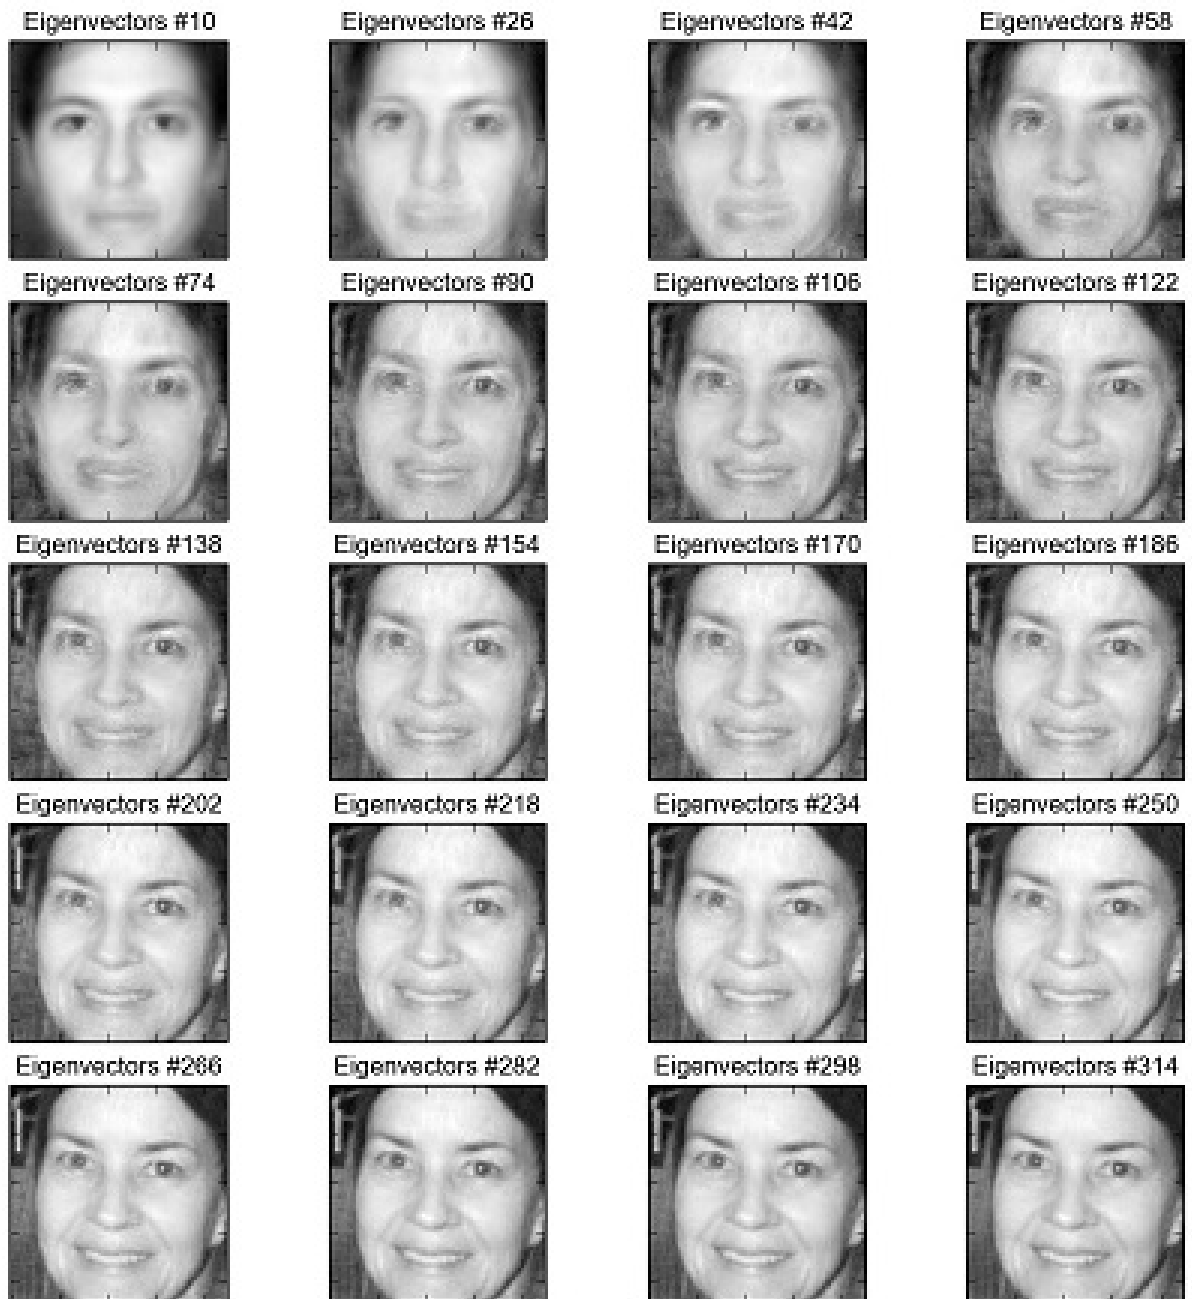 Eigenvectors #10 Eigenvectors #26 Eigenvectors #42 Eigenvectors #58
Eigenvectors #74 Eigenvectors #90 Eigenvectors #106 Eigenvectors #122
Eigenvectors #138 Eigenvectors #154 Eigenvectors #170 Eigenvectors #186
Eigenvectors #202 Eigenvectors #218 Eigenvectors #234 Eigenvectors #250
Eigenvectors #266 Eigenvectors #282 Eigenvectors #298 Eigenvectors #314